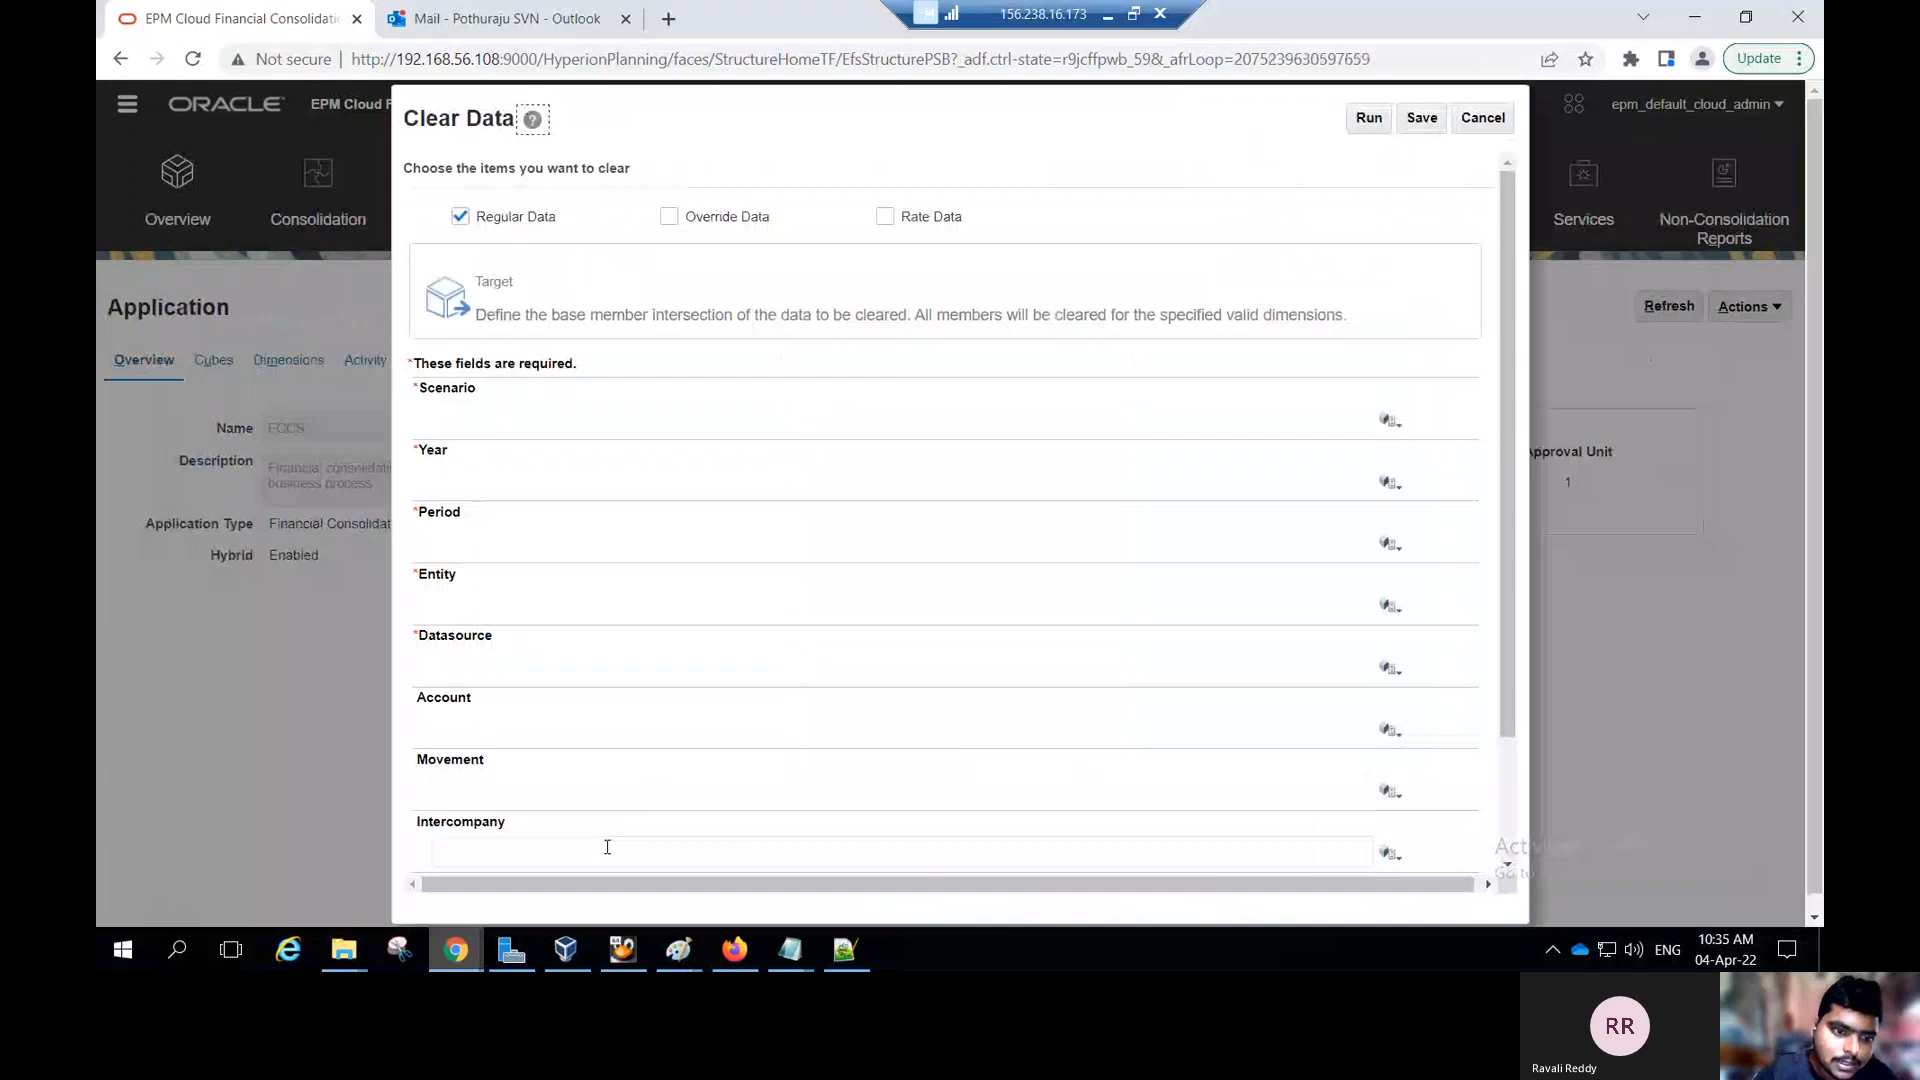 EPM Cloud Financial Consolidati
Mail - Pothuraju SVN - Outlook
156.238.16.173
Not secure
http://192.168.56.108:9000/HyperionPlanning/faces/StructureHomeTF/EfsStructurePSB?_adf.ctrl-state=r9jcffpwb_59&_afrLoop=2075239630597659
Update
ORACLE
EPM Cloud F
epm_default_cloud_admin
Clear Data
Run
Save
Cancel
Choose the items you want to clear
Overview
Consolidation
Services
Non-Consolidation
Reports
Regular Data
Override Data
Rate Data
Target
Define the base member intersection of the data to be cleared. All members will be cleared for the specified valid dimensions.
Application
Refresh
Actions
Overview
Cubes
Dimensions
Activity
*These fields are required.
*Scenario
*Year
*Period
*Entity
*Datasource
Account
Movement
Intercompany
Name
FCCS
Description
Financial consolidati
business process
Application Type
Financial Consolidat
Hybrid
Enabled
Approval Unit
1
ENG
10:35 AM
04-Apr-22
RR
Ravali Reddy